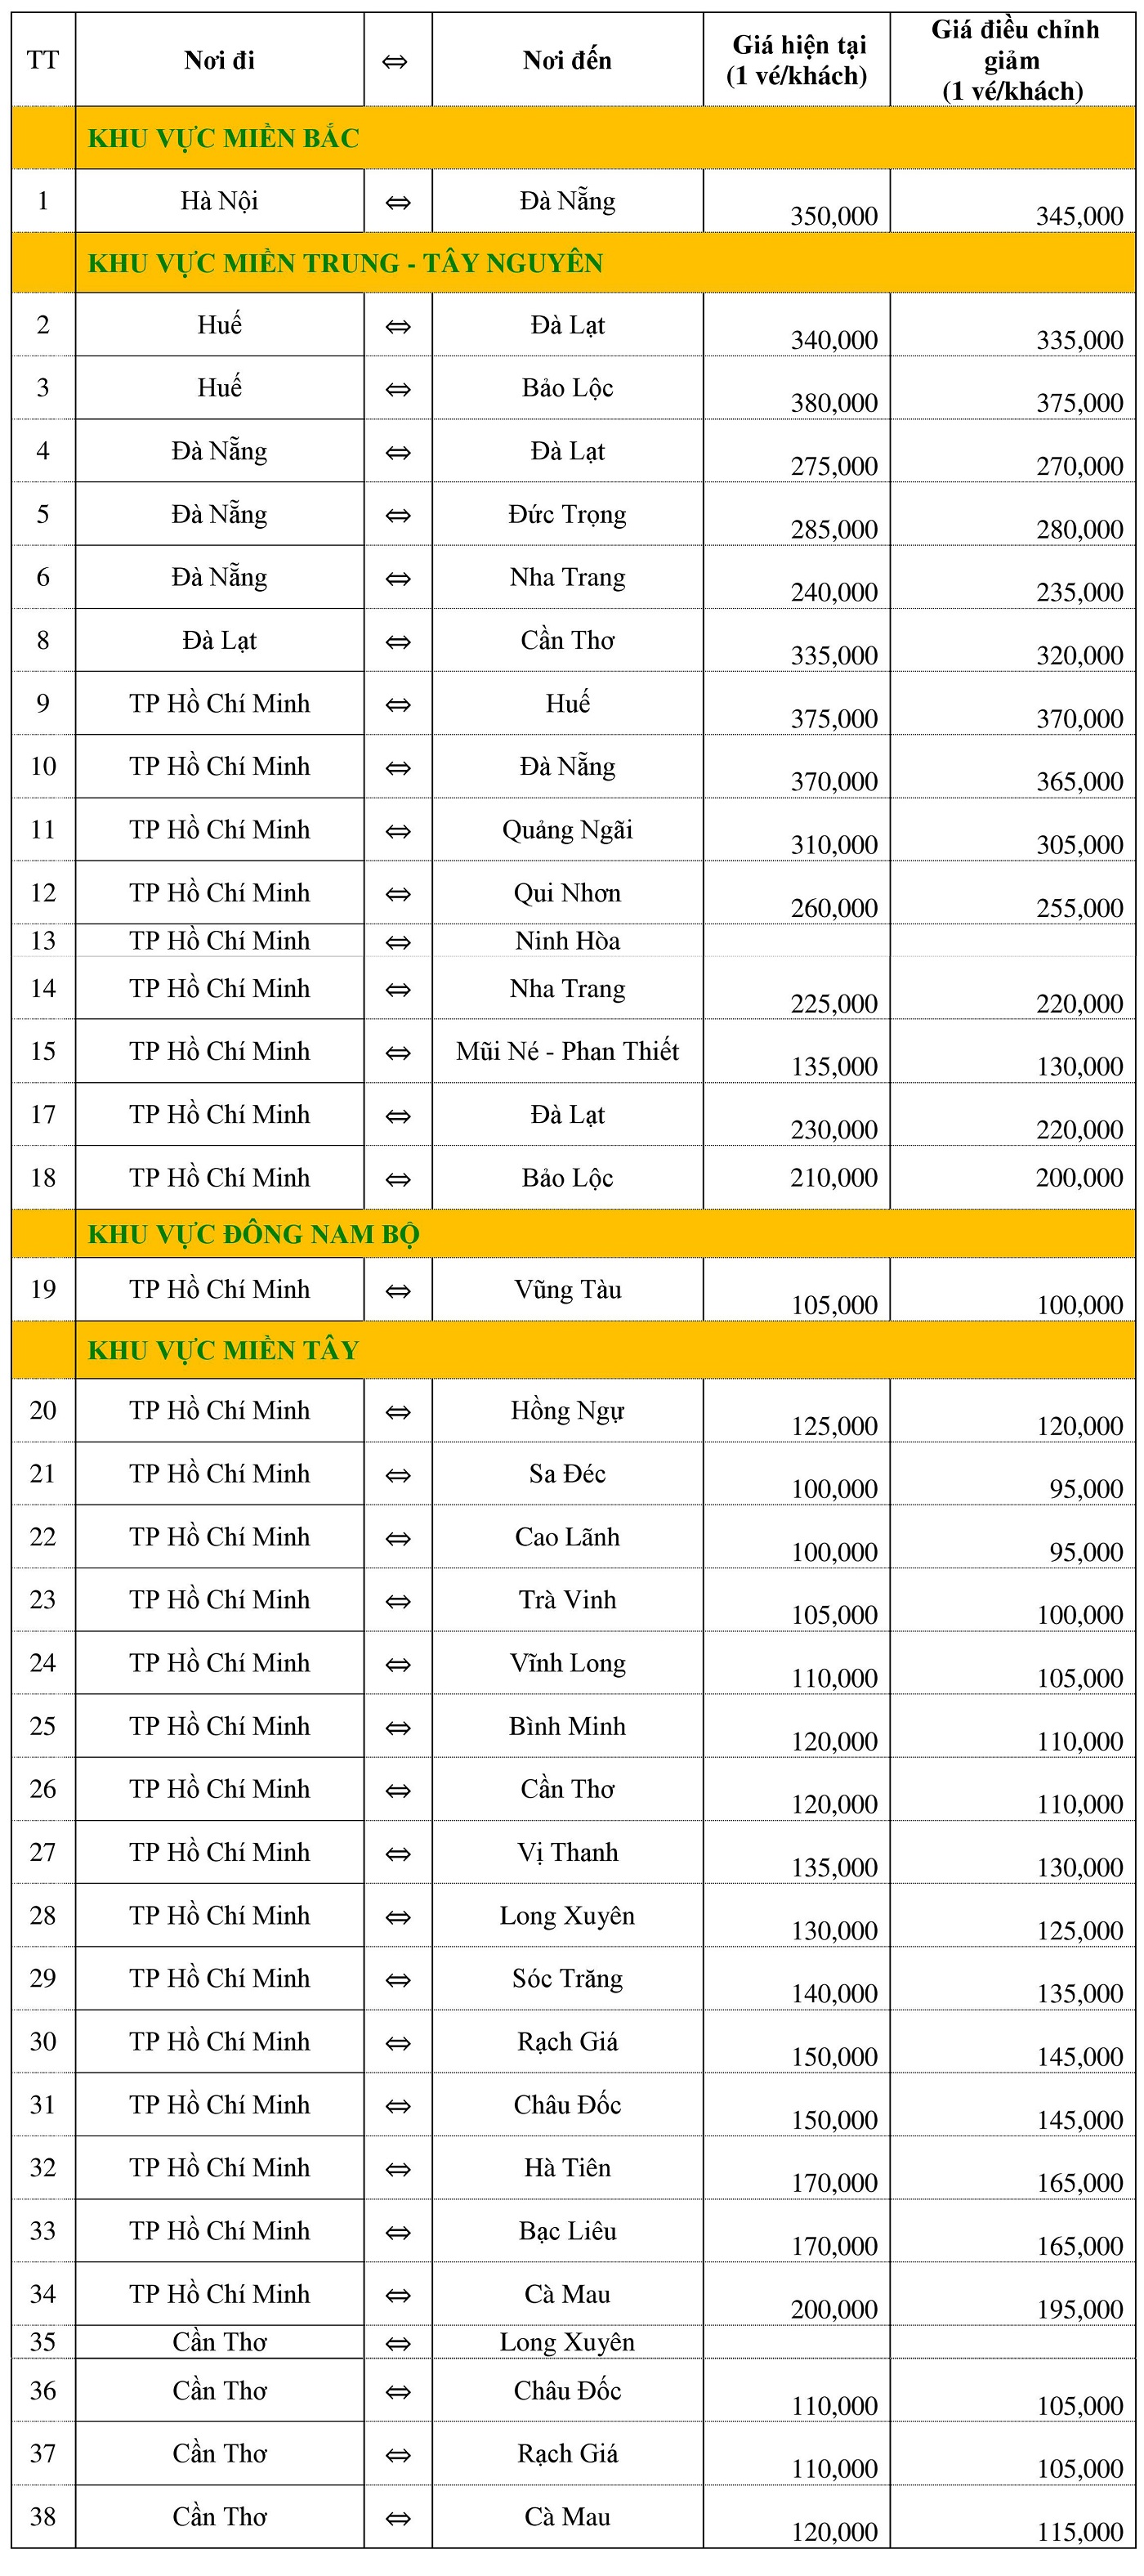 TT Nơi đi ⇔ Nơi đến Giá hiện tại (1 vé/khách) Giá điều chỉnh giảm (1 vé/khách)
KHU VỰC MIỀN BẮC
1 Hà Nội ⇔ Đà Nẵng 350,000 345,000
KHU VỰC MIỀN TRUNG - TÂY NGUYÊN
2 Huế ⇔ Đà Lạt 340,000 335,000
3 Huế ⇔ Bảo Lộc 380,000 375,000
4 Đà Nẵng ⇔ Đà Lạt 275,000 270,000
5 Đà Nẵng ⇔ Đức Trọng 285,000 280,000
6 Đà Nẵng ⇔ Nha Trang 240,000 235,000
8 Đà Lạt ⇔ Cần Thơ 335,000 320,000
9 TP Hồ Chí Minh ⇔ Huế 375,000 370,000
10 TP Hồ Chí Minh ⇔ Đà Nẵng 370,000 365,000
11 TP Hồ Chí Minh ⇔ Quảng Ngãi 310,000 305,000
12 TP Hồ Chí Minh ⇔ Qui Nhơn 260,000 255,000
13 TP Hồ Chí Minh ⇔ Ninh Hòa
14 TP Hồ Chí Minh ⇔ Nha Trang 225,000 220,000
15 TP Hồ Chí Minh ⇔ Mũi Né - Phan Thiết 135,000 130,000
17 TP Hồ Chí Minh ⇔ Đà Lạt 230,000 220,000
18 TP Hồ Chí Minh ⇔ Bảo Lộc 210,000 200,000
KHU VỰC ĐÔNG NAM BỘ
19 TP Hồ Chí Minh ⇔ Vũng Tàu 105,000 100,000
KHU VỰC MIỀN TÂY
20 TP Hồ Chí Minh ⇔ Hồng Ngự 125,000 120,000
21 TP Hồ Chí Minh ⇔ Sa Đéc 100,000 95,000
22 TP Hồ Chí Minh ⇔ Cao Lãnh 100,000 95,000
23 TP Hồ Chí Minh ⇔ Trà Vinh 105,000 100,000
24 TP Hồ Chí Minh ⇔ Vĩnh Long 110,000 105,000
25 TP Hồ Chí Minh ⇔ Bình Minh 120,000 110,000
26 TP Hồ Chí Minh ⇔ Cần Thơ 120,000 110,000
27 TP Hồ Chí Minh ⇔ Vị Thanh 135,000 130,000
28 TP Hồ Chí Minh ⇔ Long Xuyên 130,000 125,000
29 TP Hồ Chí Minh ⇔ Sóc Trăng 140,000 135,000
30 TP Hồ Chí Minh ⇔ Rạch Giá 150,000 145,000
31 TP Hồ Chí Minh ⇔ Châu Đốc 150,000 145,000
32 TP Hồ Chí Minh ⇔ Hà Tiên 170,000 165,000
33 TP Hồ Chí Minh ⇔ Bạc Liêu 170,000 165,000
34 TP Hồ Chí Minh ⇔ Cà Mau 200,000 195,000
35 Cần Thơ ⇔ Long Xuyên
36 Cần Thơ ⇔ Châu Đốc 110,000 105,000
37 Cần Thơ ⇔ Rạch Giá 110,000 105,000
38 Cần Thơ ⇔ Cà Mau 120,000 115,000